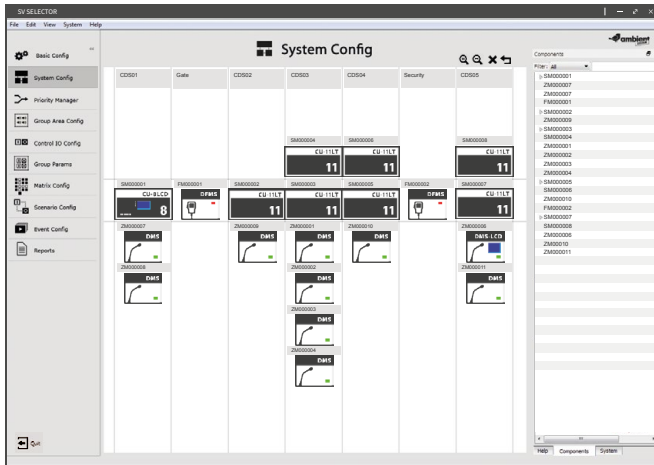 SV SELECTOR
File Edit View System Help
System Config
ambient
Basic Config
System Config
Priority Manager
Group Area Config
Control IO Config
Group Params
Matrix Config
Scenario Config
Event Config
Reports
Quit
CDS01 Gate CDS02 CDS03 CDS04 Security CDS05
SM000004 SM000006 SM000008
CU-11LT CU-11LT CU-11LT
11 11 11
SM000001 FM000001 SM000002 SM000003 SM000005 FM000002 SM000007
CU-8LCD DFMS CU-11LT CU-11LT CU-11LT DFMS CU-11LT
8 11 11 11 11
ZM000007 ZM000009 ZM000001 ZM000010 ZM000006
DMS DMS DMS DMS DMS-LCD
ZM000008 ZM000002 ZM000011
DMS DMS DMS
ZM000003
DMS
ZM000004
DMS
Components
Filter: All
SM000001
ZM000007
ZM000007
FM000001
SM000002
ZM000009
SM000003
SM000004
ZM000001
ZM000002
ZM000003
ZM000004
SM000005
SM000006
ZM000010
FM000002
SM000007
SM000008
ZM000006
ZM00010
ZM000011
Help Components System